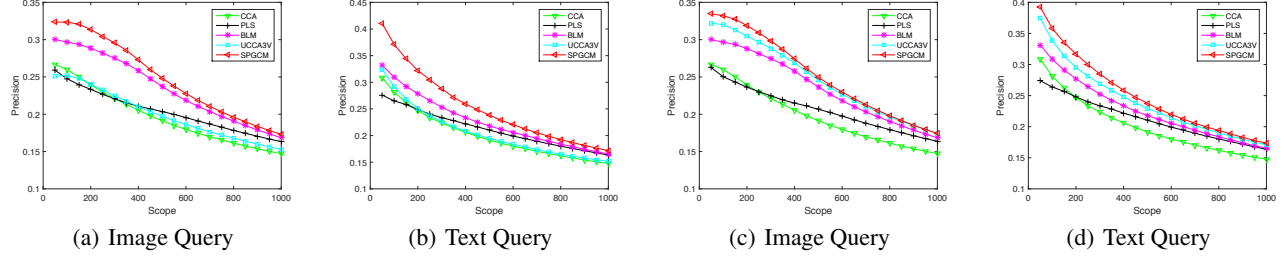 0.35
0.3
0.25
0.2
0.15
0.1
0 200 400 600 800 1000
Scope
Precision
CCA
PLS
BLM
UCCA3V
SPGCM
(a) Image Query
0.45
0.4
0.35
0.3
0.25
0.2
0.15
0.1
0 200 400 600 800 1000
Scope
Precision
CCA
PLS
BLM
UCCA3V
SPGCM
(b) Text Query
0.35
0.3
0.25
0.2
0.15
0.1
0 200 400 600 800 1000
Scope
Precision
CCA
PLS
BLM
UCCA3V
SPGCM
(c) Image Query
0.4
0.35
0.3
0.25
0.2
0.15
0.1
0 200 400 600 800 1000
Scope
Precision
CCA
PLS
BLM
UCCA3V
SPGCM
(d) Text Query